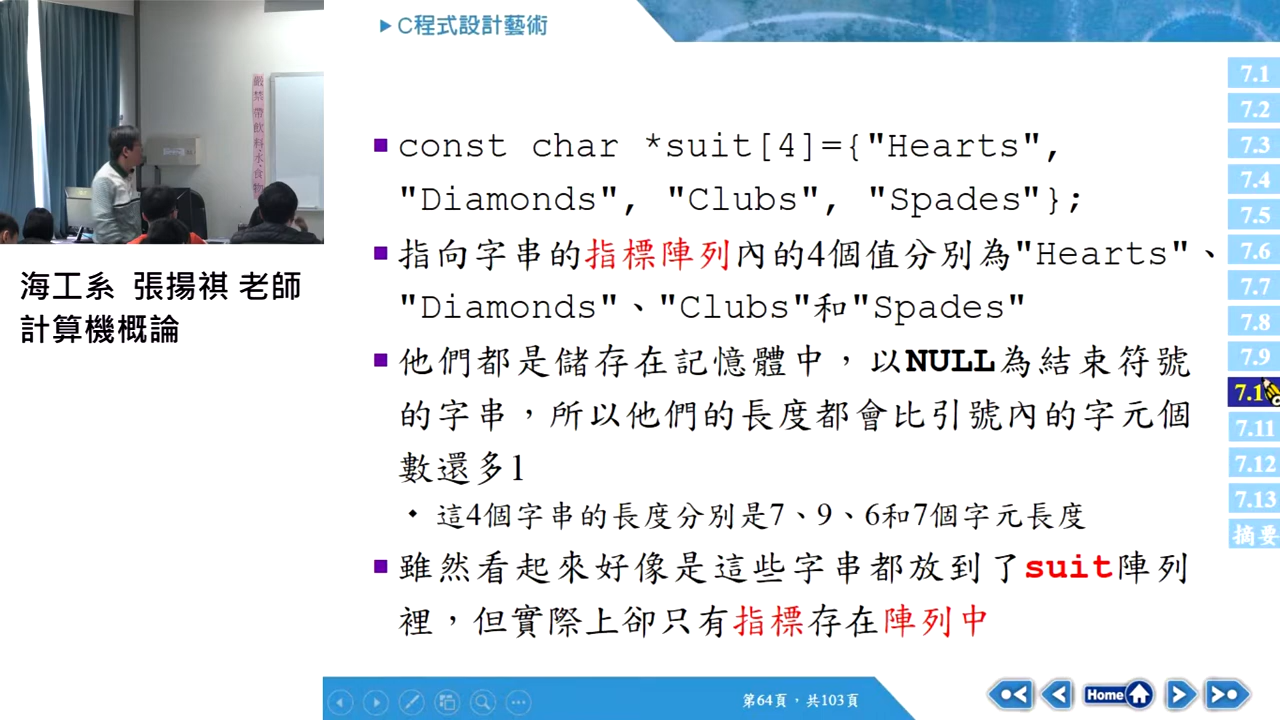 C程式設計藝術
嚴禁帶飲料水、食物
海工系 張揚祺 老師
計算機概論
const char *suit[4]={"Hearts",
"Diamonds", "Clubs", "Spades"};
指向字串的指標陣列內的4個值分別為"Hearts"、
"Diamonds"、"Clubs"和"Spades"
他們都是儲存在記憶體中，以NULL為結束符號
的字串，所以他們的長度都會比引號內的字元個
數還多1
這4個字串的長度分別是7、9、6和7個字元長度
雖然看起來好像是這些字串都放到了suit陣列
裡，但實際上卻只有指標存在陣列中
7.1
7.2
7.3
7.4
7.5
7.6
7.7
7.8
7.9
7.1
7.11
7.12
7.13
摘要
第64頁，共103頁
Home